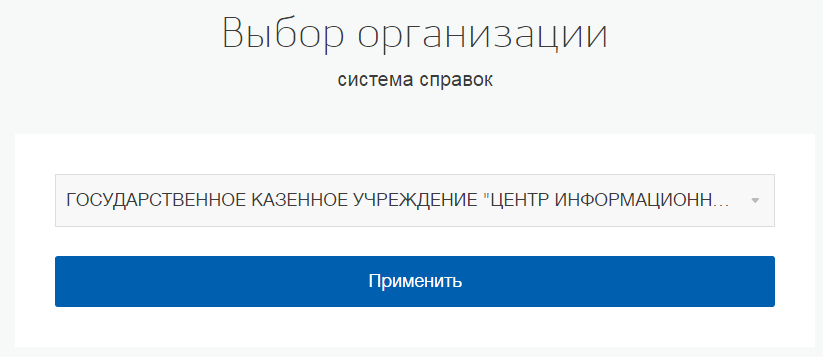 Выбор организации
система справок
ГОСУДАРСТВЕННОЕ КАЗЕННОЕ УЧРЕЖДЕНИЕ "ЦЕНТР ИНФОРМАЦИОНН...
Применить